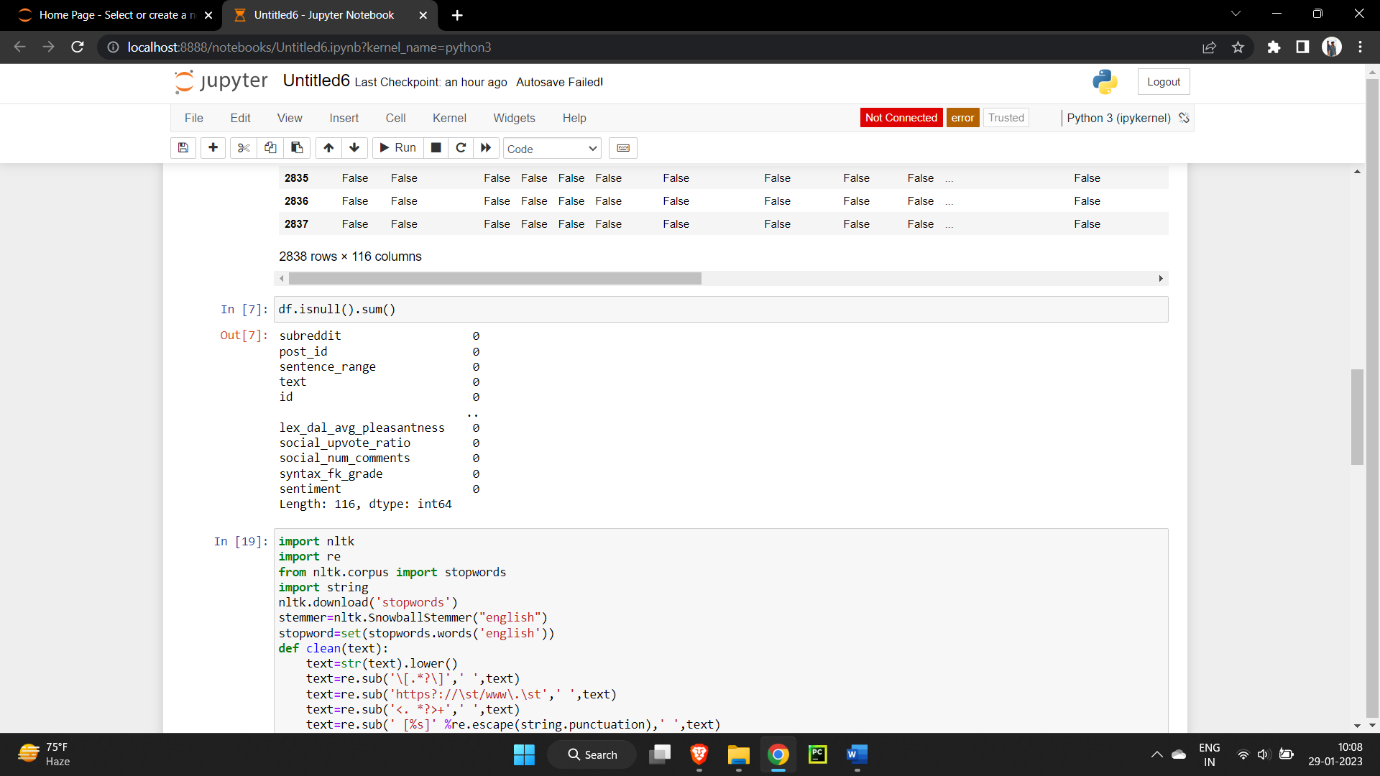 Home Page - Select or create a n
Untitled6 - Jupyter Notebook
localhost:8888/notebooks/Untitled6.ipynb?kernel_name=python3
jupyter Untitled6 Last Checkpoint: an hour ago Autosave Failed!
Logout
File Edit View Insert Cell Kernel Widgets Help Not Connected error Trusted Python 3 (ipykernel)
Run Code
2835 False False False False False False False False False False ... False
2836 False False False False False False False False False False ... False
2837 False False False False False False False False False False ... False
2838 rows × 116 columns
In [7]: df.isnull().sum()
Out[7]: subreddit 0
post_id 0
sentence_range 0
text 0
id 0
..
lex_dal_avg_pleasantness 0
social_upvote_ratio 0
social_num_comments 0
syntax_fk_grade 0
sentiment 0
Length: 116, dtype: int64
In [19]: import nltk
import re
from nltk.corpus import stopwords
import string
nltk.download('stopwords')
stemmer=nltk.SnowballStemmer("english")
stopword=set(stopwords.words('english'))
def clean(text):
text=str(text).lower()
text=re.sub('\[.*?\]',' ',text)
text=re.sub('https?://\st/www\.\st',' ',text)
text=re.sub('<. *?>+',' ',text)
text=re.sub(' [%s]' %re.escape(string.punctuation),' ',text)
75°F
Haze
Search
PC
W
ENG
IN
10:08
29-01-2023